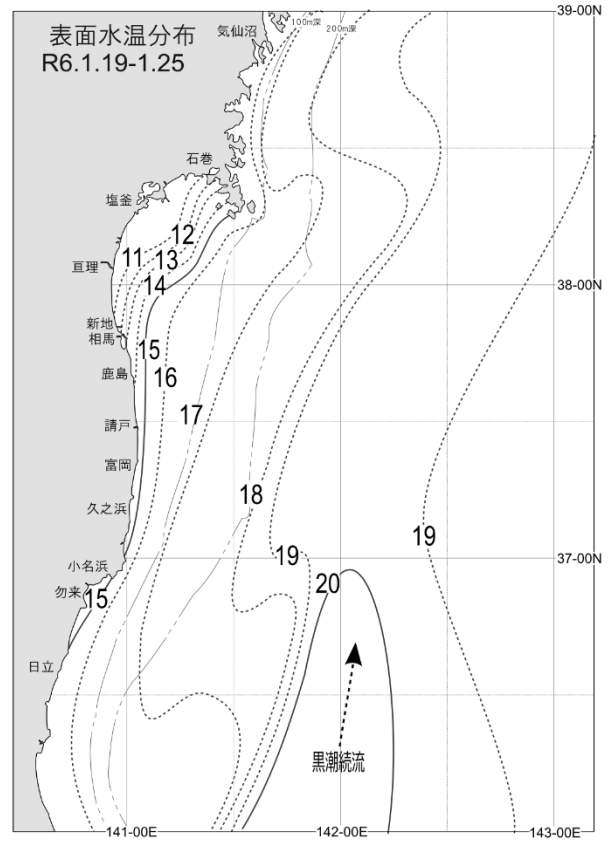 表面水温分布
R6.1.19-1.25
気仙沼
100m深
200m深
39-00N
石巻
塩釜
12
11
13
亘理
14
38-00N
新地
相馬
15
鹿島
16
17
請戸
富岡
18
久之浜
19
19
37-00N
小名浜
勿来
15
20
日立
黒潮続流
141-00E
142-00E
143-00E